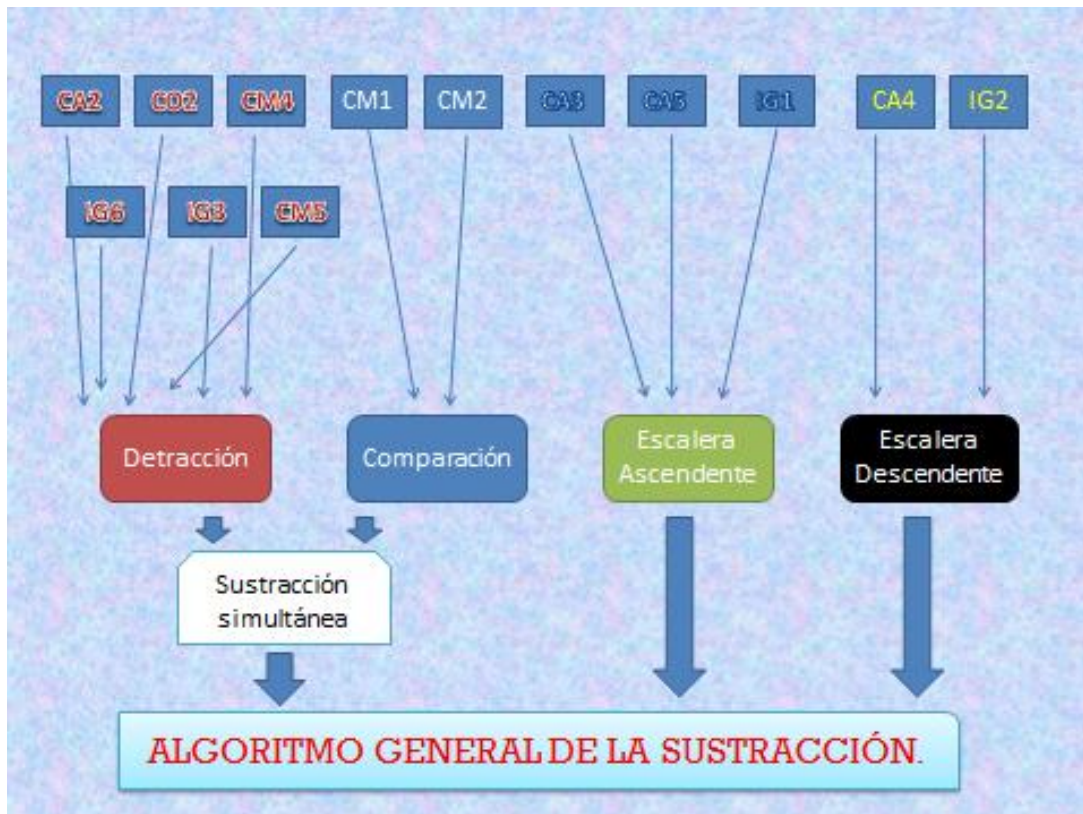 CA2 CO2 CM4 CM1 CM2 CA3 CA5 IG1 CA4 IG2
IG6 IG3 CM5
Detracción
Comparación
Escalera
Ascendente
Escalera
Descendente
Sustracción
simultánea
ALGORITMO GENERAL DE LA SUSTRACCIÓN.